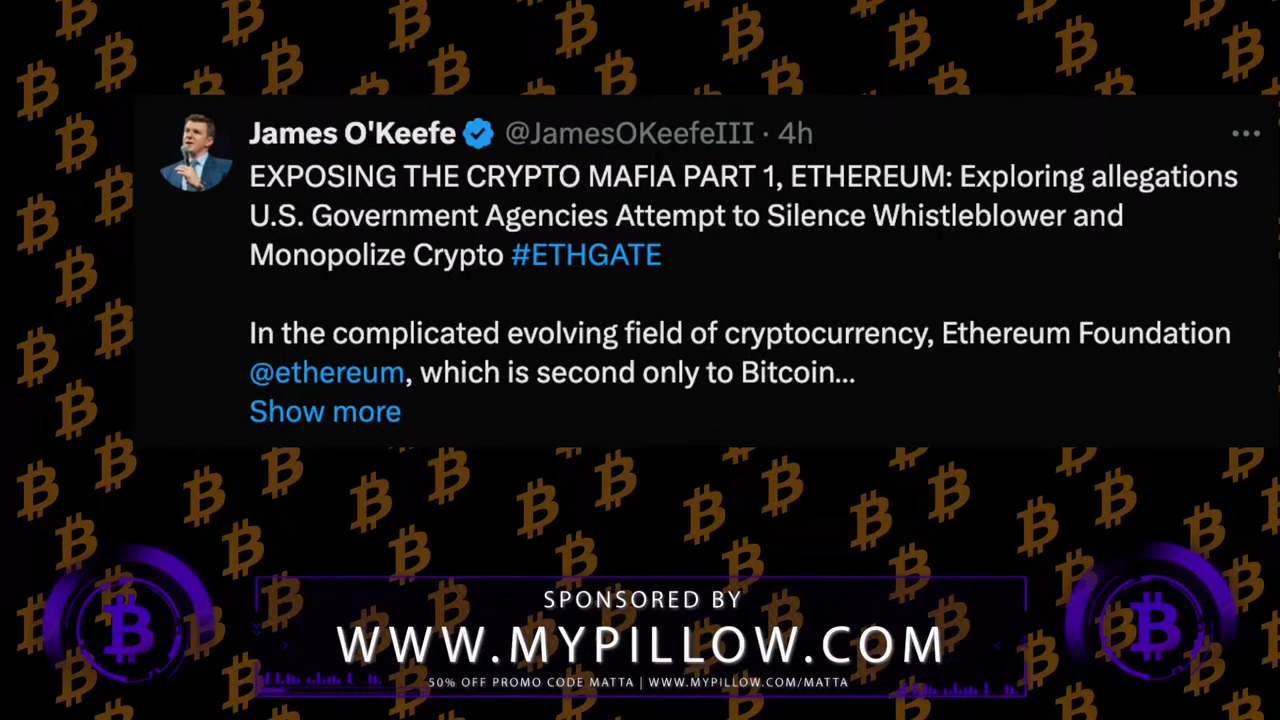 James O'Keefe @JamesOKeefeIII · 4h
EXPOSING THE CRYPTO MAFIA PART 1, ETHEREUM: Exploring allegations
U.S. Government Agencies Attempt to Silence Whistleblower and
Monopolize Crypto #ETHGATE
In the complicated evolving field of cryptocurrency, Ethereum Foundation
@ethereum, which is second only to Bitcoin...
Show more
SPONSORED BY
WWW.MYPILLOW.COM
50% OFF PROMO CODE MATTA | WWW.MYPILLOW.COM/MATTA